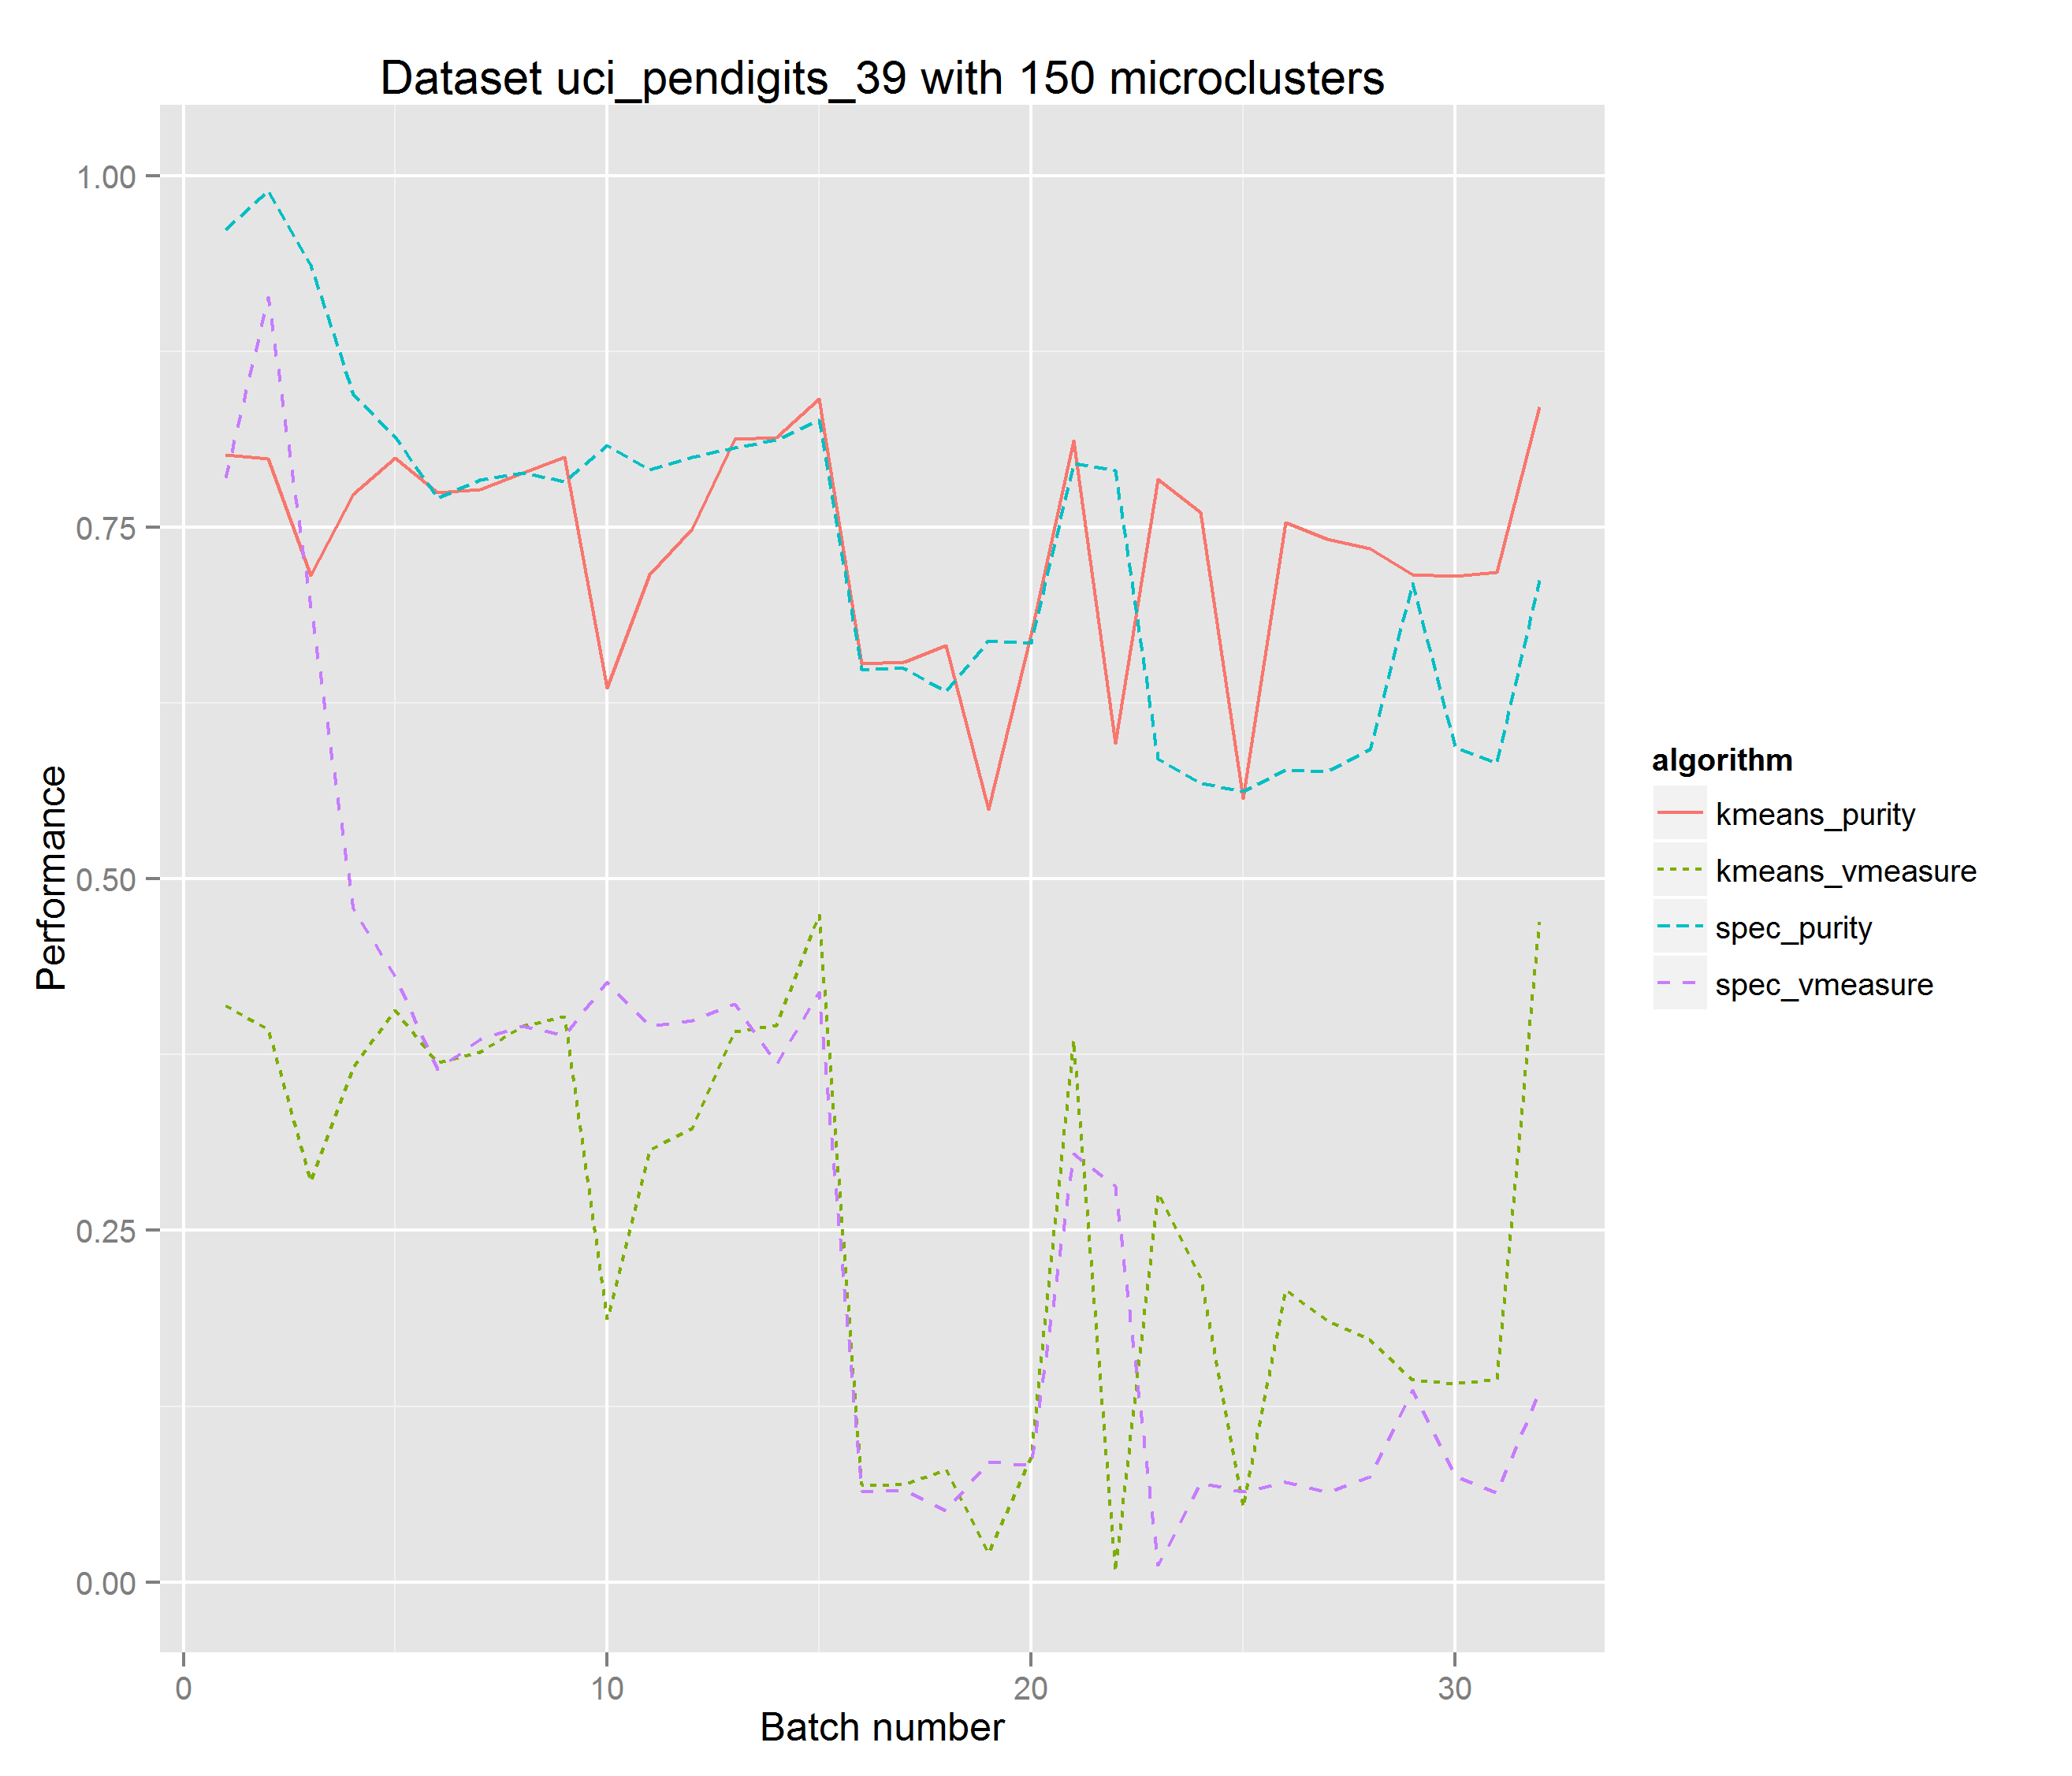 Dataset uci_pendigits_39 with 150 microclusters
Performance
1.00
0.75
0.50
0.25
0.00
0
10
20
30
Batch number
algorithm
kmeans_purity
kmeans_vmeasure
spec_purity
spec_vmeasure